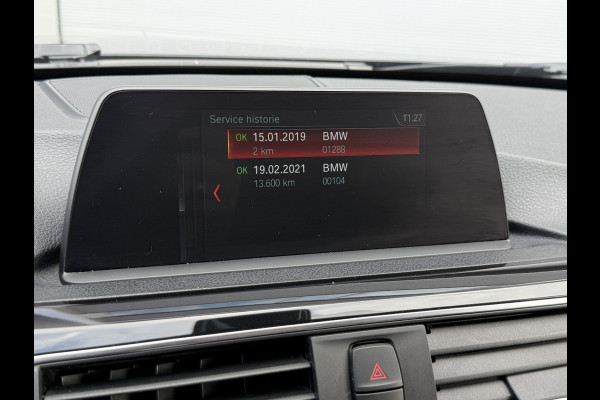 Service historie 11:27
OK 15.01.2019 BMW
2 km 01288
OK 19.02.2021 BMW
13.600 km 00104